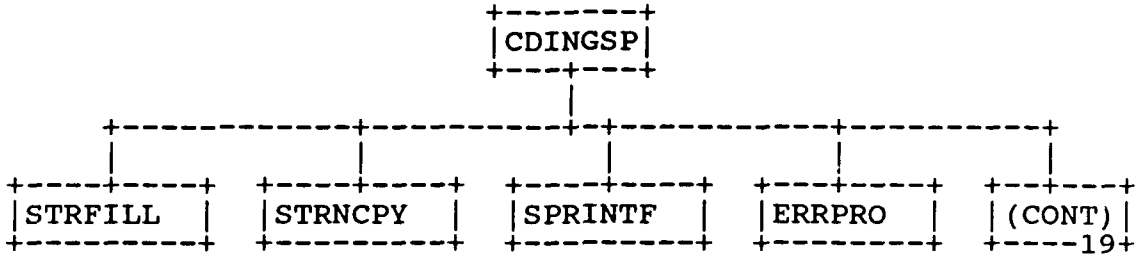 CDINGSP
STRFILL STRNCPY SPRINTF ERRPRO (CONT)
19